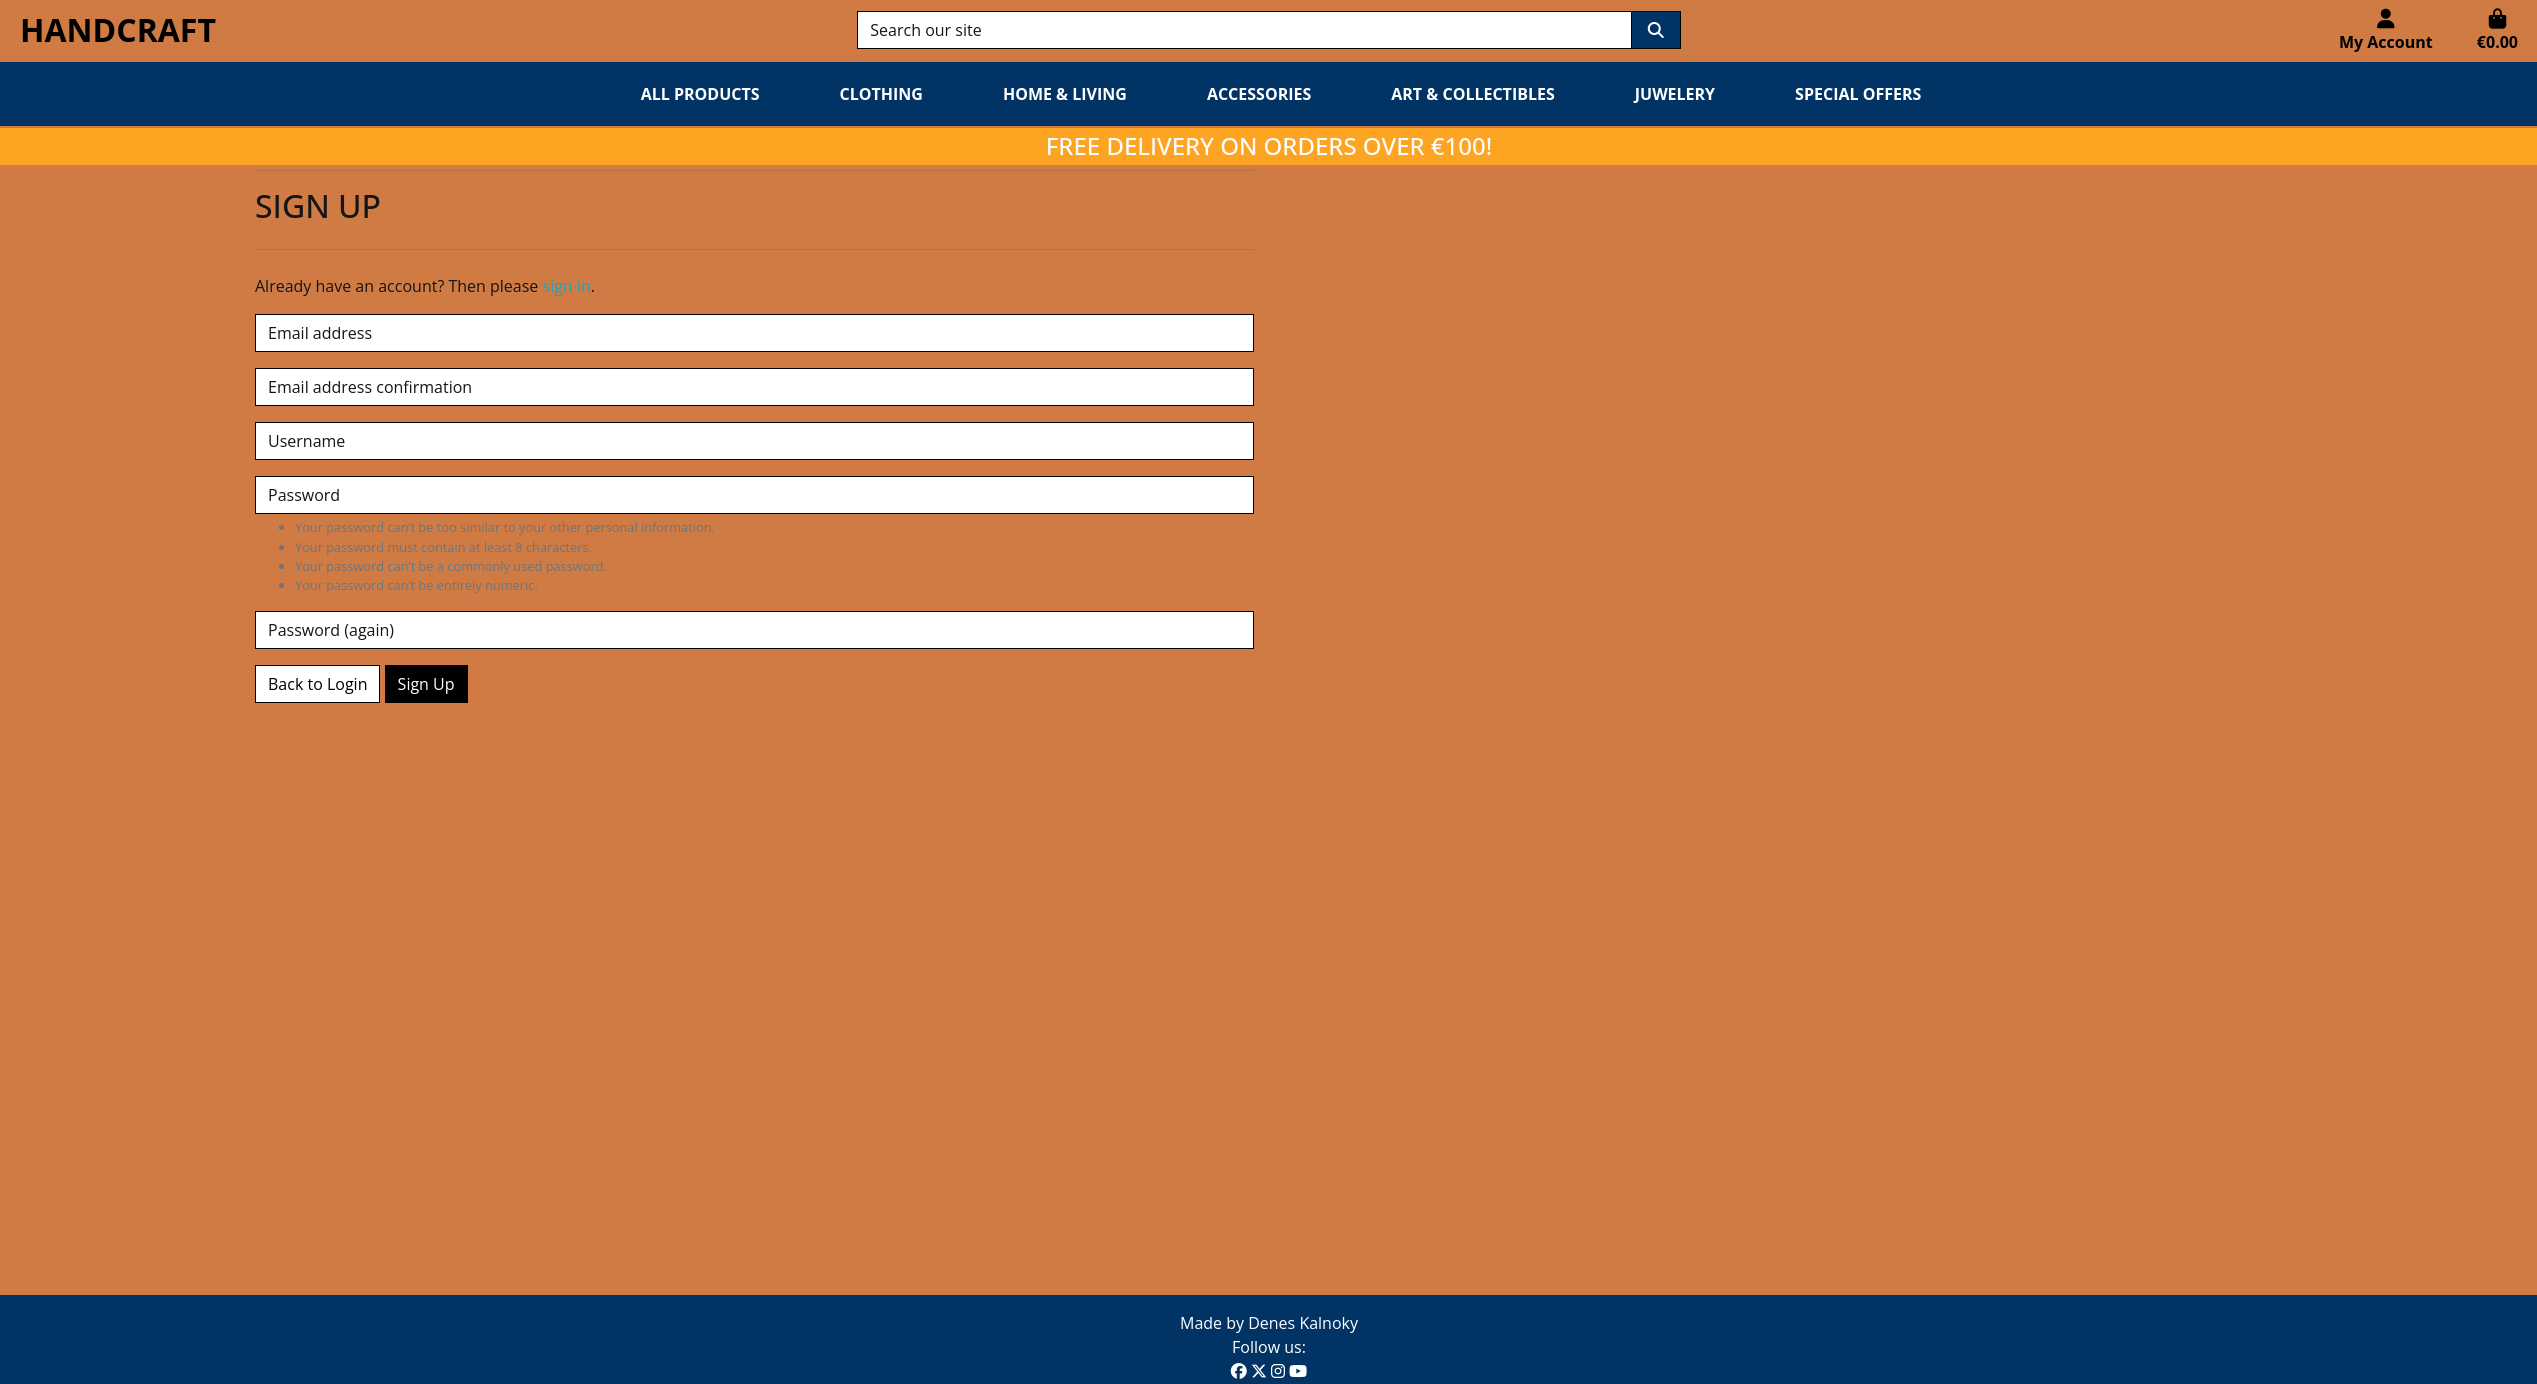 HANDCRAFT
Search our site
My Account
€0.00
ALL PRODUCTS CLOTHING HOME & LIVING ACCESSORIES ART & COLLECTIBLES JUWELERY SPECIAL OFFERS
FREE DELIVERY ON ORDERS OVER €100!
SIGN UP
Already have an account? Then please sign in.
Email address
Email address confirmation
Username
Password
Your password can't be too similar to your other personal information.
Your password must contain at least 8 characters.
Your password can't be a commonly used password.
Your password can't be entirely numeric.
Password (again)
Back to Login Sign Up
Made by Denes Kalnoky
Follow us: